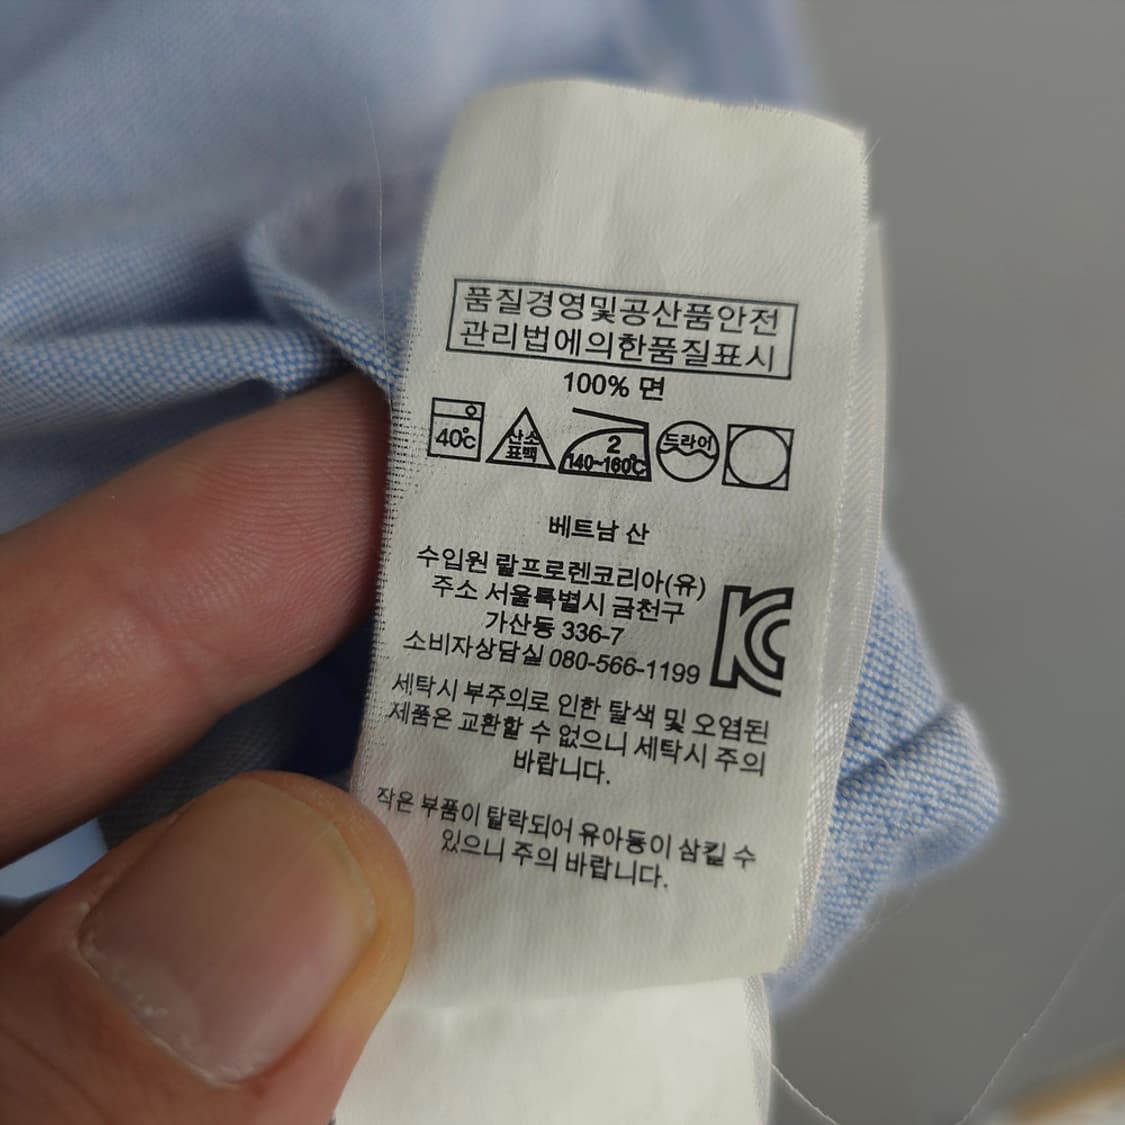 품질경영및공산품안전
관리법에의한품질표시
100% 면
40℃
산소
표백
2
140~160℃
드라이
베트남 산
수입원 랄프로렌코리아(유)
주소 서울특별시 금천구
가산동 336-7
소비자상담실 080-566-1199
세탁시 부주의로 인한 탈색 및 오염된
제품은 교환할 수 없으니 세탁시 주의
바랍니다.
작은 부품이 탈락되어 유아등이 삼킬 수
있으니 주의 바랍니다.